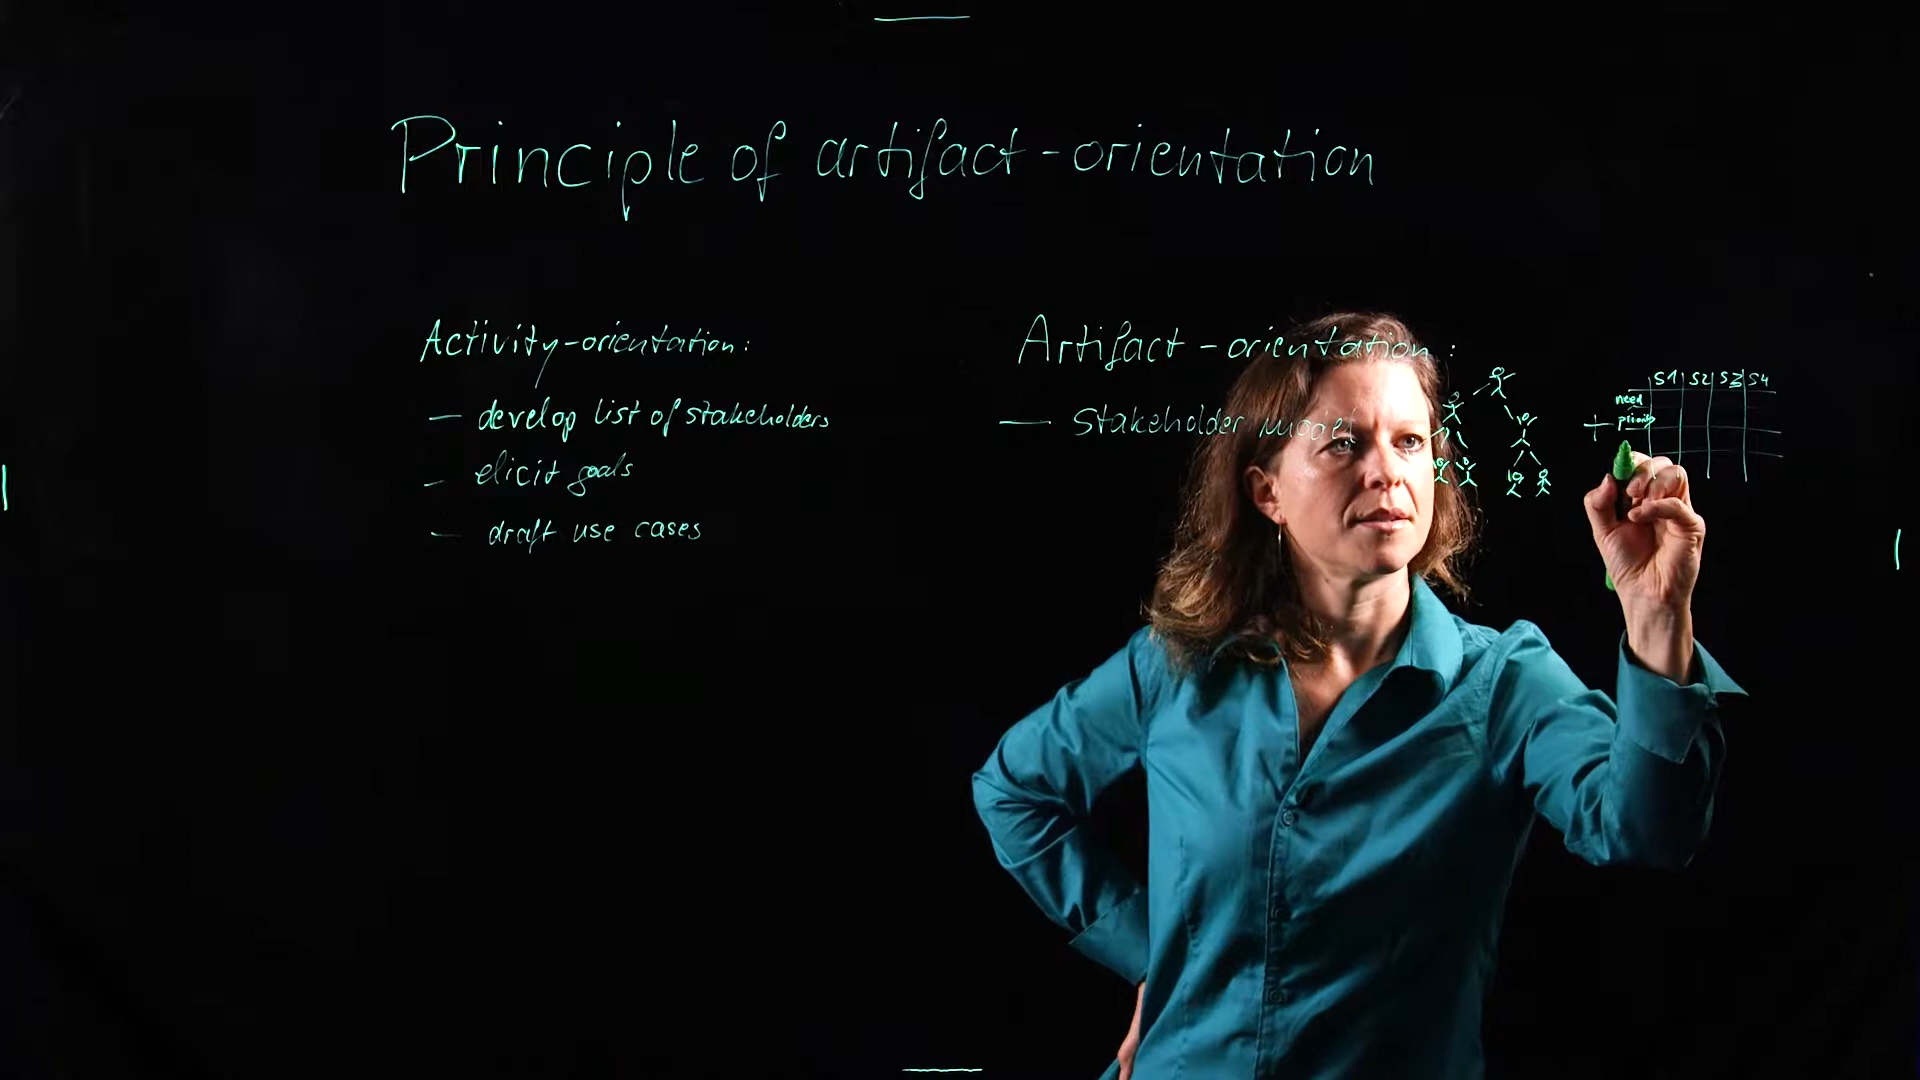 Principle of artifact-orientation
Activity-orientation:
— develop list of stakeholders
— elicit goals
— draft use cases
Artifact-orientation:
— Stakeholder model
+
S1 S2 S3 S4
need
priority